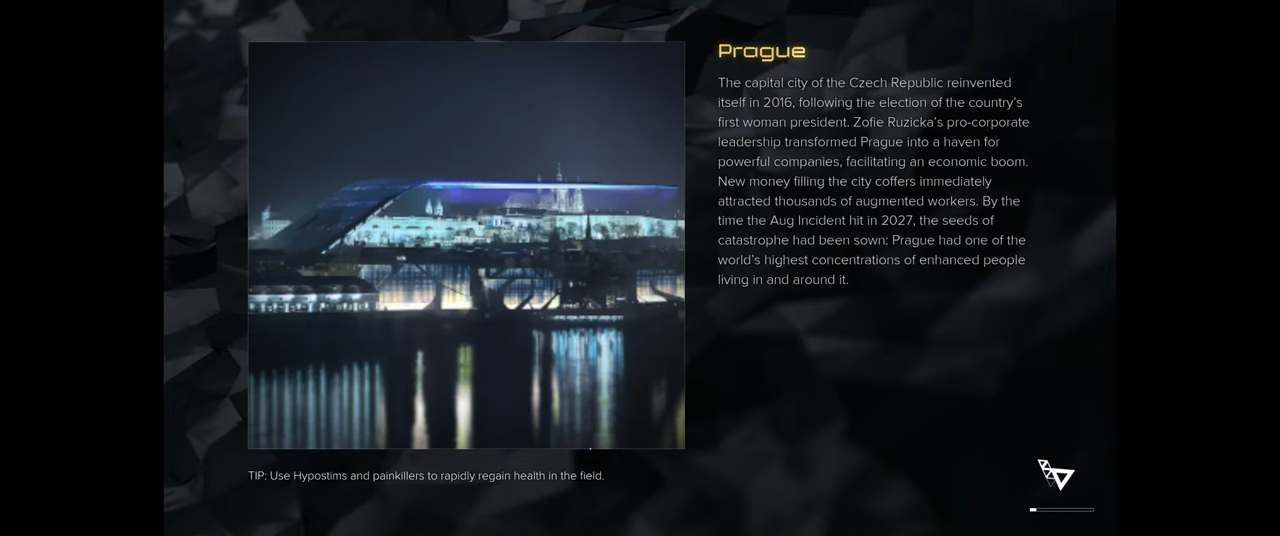 Prague
The capital city of the Czech Republic reinvented
itself in 2016, following the election of the country's
first woman president. Zofie Ruzicka's pro-corporate
leadership transformed Prague into a haven for
powerful companies, facilitating an economic boom.
New money filling the city coffers immediately
attracted thousands of augmented workers. By the
time the Aug Incident hit in 2027, the seeds of
catastrophe had been sown: Prague had one of the
world's highest concentrations of enhanced people
living in and around it.
TIP: Use Hypostims and painkillers to rapidly regain health in the field.